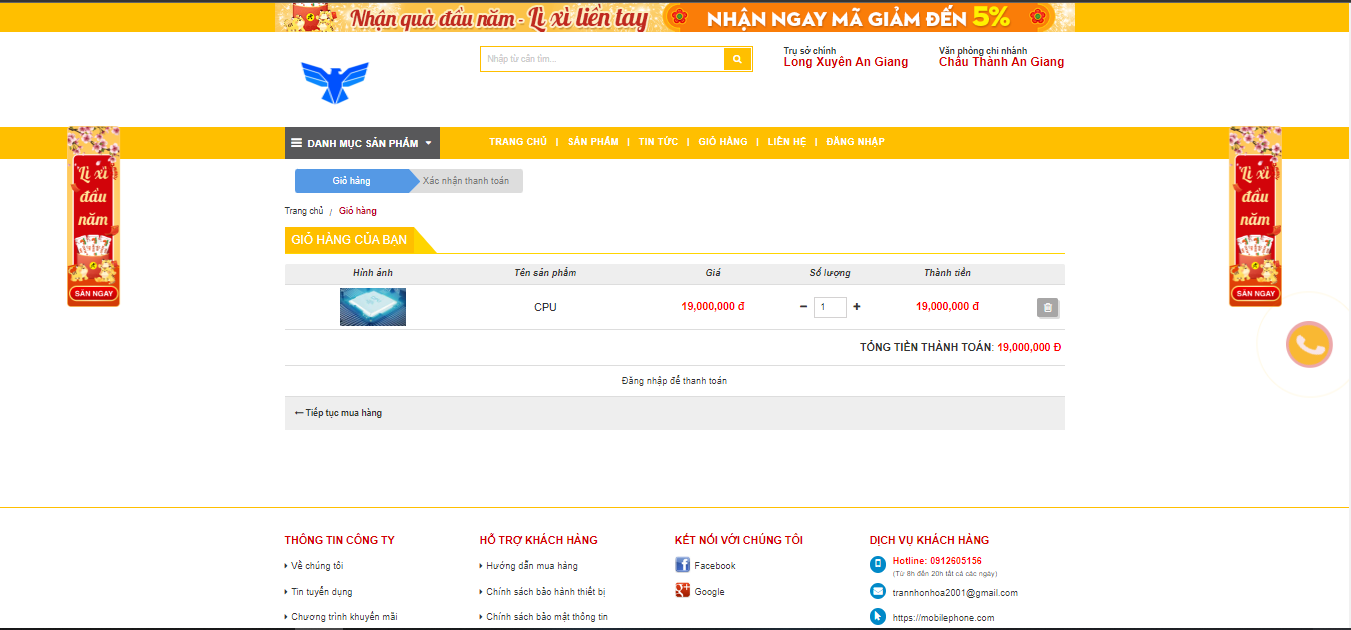 Nhận quà đầu năm - Lì xì liền tay
NHẬN NGAY MÃ GIẢM ĐẾN 5%
Nhập từ cần tìm...
Trụ sở chính
Long Xuyên An Giang
Văn phòng chi nhánh
Châu Thành An Giang
DANH MỤC SẢN PHẨM
TRANG CHỦ | SẢN PHẨM | TIN TỨC | GIỎ HÀNG | LIÊN HỆ | ĐĂNG NHẬP
Lì xì
đầu
năm
SĂN NGAY
Lì xì
đầu
năm
SĂN NGAY
Giỏ hàng
Xác nhận thanh toán
Trang chủ / Giỏ hàng
GIỎ HÀNG CỦA BẠN
Hình ảnh Tên sản phẩm Giá Số lượng Thành tiền
CPU 19,000,000 đ − 1 + 19,000,000 đ
TỔNG TIỀN THÀNH TOÁN: 19,000,000 Đ
Đăng nhập để thanh toán
← Tiếp tục mua hàng
THÔNG TIN CÔNG TY
Về chúng tôi
Tin tuyển dụng
Chương trình khuyến mãi
HỖ TRỢ KHÁCH HÀNG
Hướng dẫn mua hàng
Chính sách bảo hành thiết bị
Chính sách bảo mật thông tin
KẾT NỐI VỚI CHÚNG TÔI
Facebook
Google
DỊCH VỤ KHÁCH HÀNG
Hotline: 0912605156
(Từ 8h đến 20h tất cả các ngày)
trannhonhoa2001@gmail.com
https://mobilephone.com